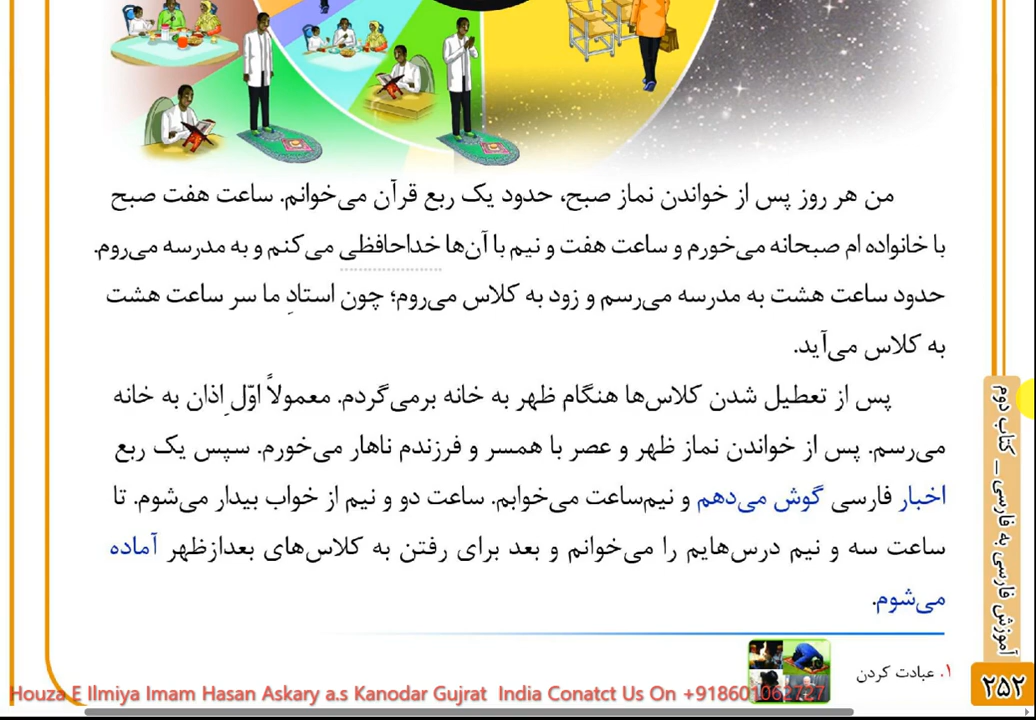 من هر روز پس از خواندن نماز صبح، حدود یک ربع قرآن می‌خوانم. ساعت هفت صبح
با خانواده ام صبحانه می‌خورم و ساعت هفت و نیم با آن‌ها خداحافظی می‌کنم و به مدرسه می‌روم.
حدود ساعت هشت به مدرسه می‌رسم و زود به کلاس می‌روم؛ چون استادِ ما سر ساعت هشت
به کلاس می‌آید.
پس از تعطیل شدن کلاس‌ها هنگام ظهر به خانه برمی‌گردم. معمولاً اوّلِ اذان به خانه
می‌رسم. پس از خواندن نماز ظهر و عصر با همسر و فرزندم ناهار می‌خورم. سپس یک ربع
اخبار فارسی گوش می‌دهم و نیم‌ساعت می‌خوابم. ساعت دو و نیم از خواب بیدار می‌شوم. تا
ساعت سه و نیم درس‌هایم را می‌خوانم و بعد برای رفتن به کلاس‌های بعدازظهر آماده
می‌شوم.
۱. عبادت کردن
آموزش فارسی به فارسی ــ کتاب دوم
۲۵۲
Houza E Ilmiya Imam Hasan Askary a.s Kanodar Gujrat India Conatct Us On +918601062727